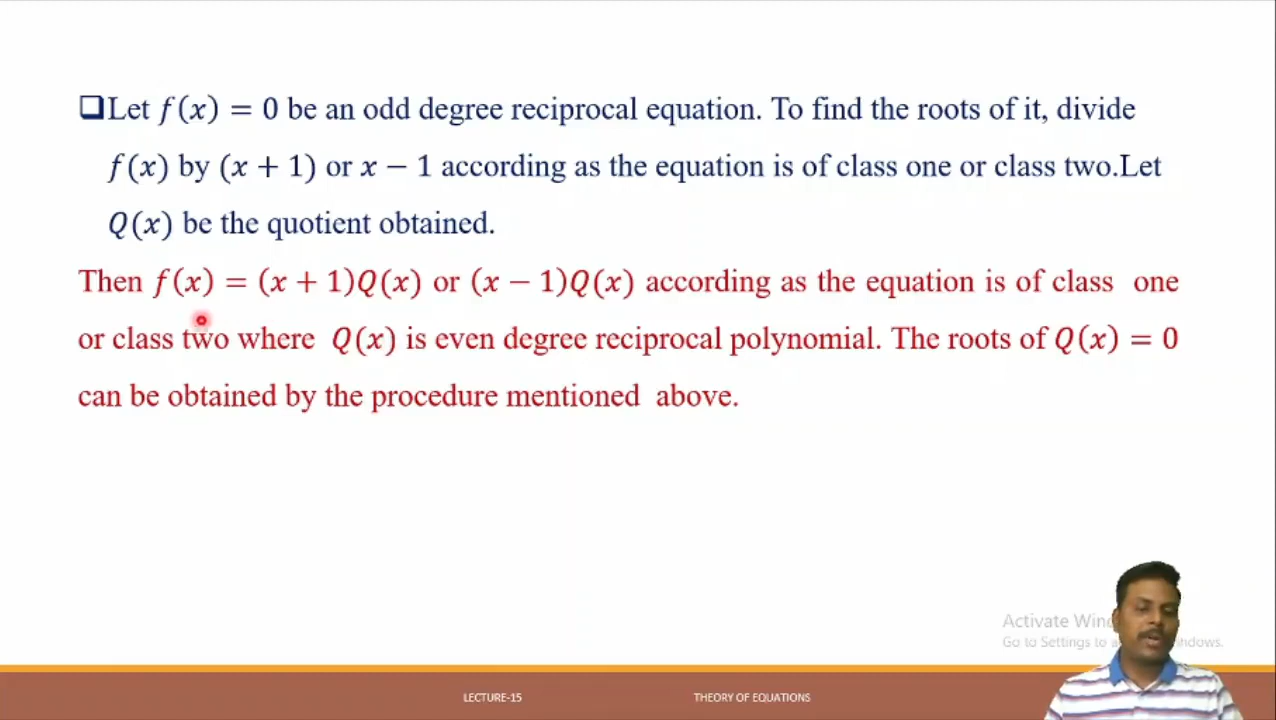 ❑Let f(x) = 0 be an odd degree reciprocal equation. To find the roots of it, divide
f(x) by (x + 1) or x − 1 according as the equation is of class one or class two.Let
Q(x) be the quotient obtained.
Then f(x) = (x + 1)Q(x) or (x − 1)Q(x) according as the equation is of class one
or class two where Q(x) is even degree reciprocal polynomial. The roots of Q(x) = 0
can be obtained by the procedure mentioned above.
Activate
Go to Settings to
LECTURE-15
THEORY OF EQUATIONS